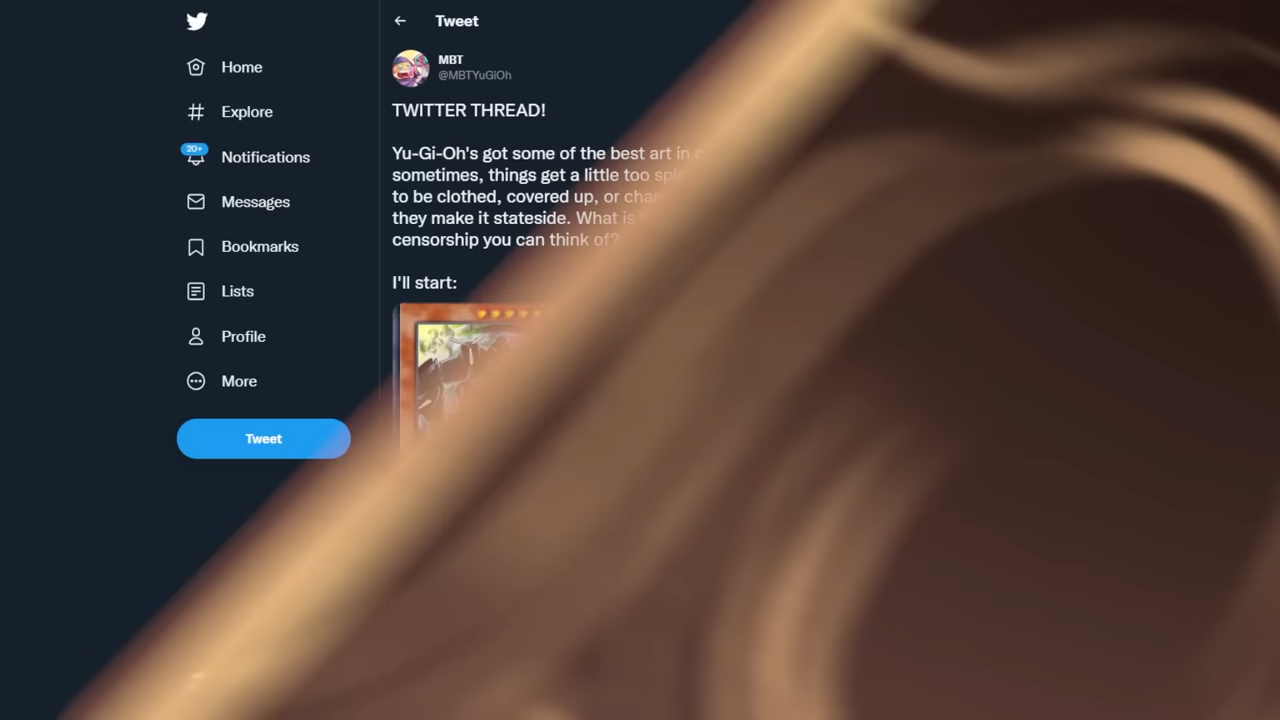 Tweet
Home
MBT
@MBTYuGiOh
Explore
TWITTER THREAD!
20+
Notifications
Yu-Gi-Oh's got some of the best art in
sometimes, things get a little too
Messages
to be clothed, covered up, or
they make it stateside. What is
Bookmarks
censorship you can think of?
Lists
I'll start:
Profile
More
Tweet